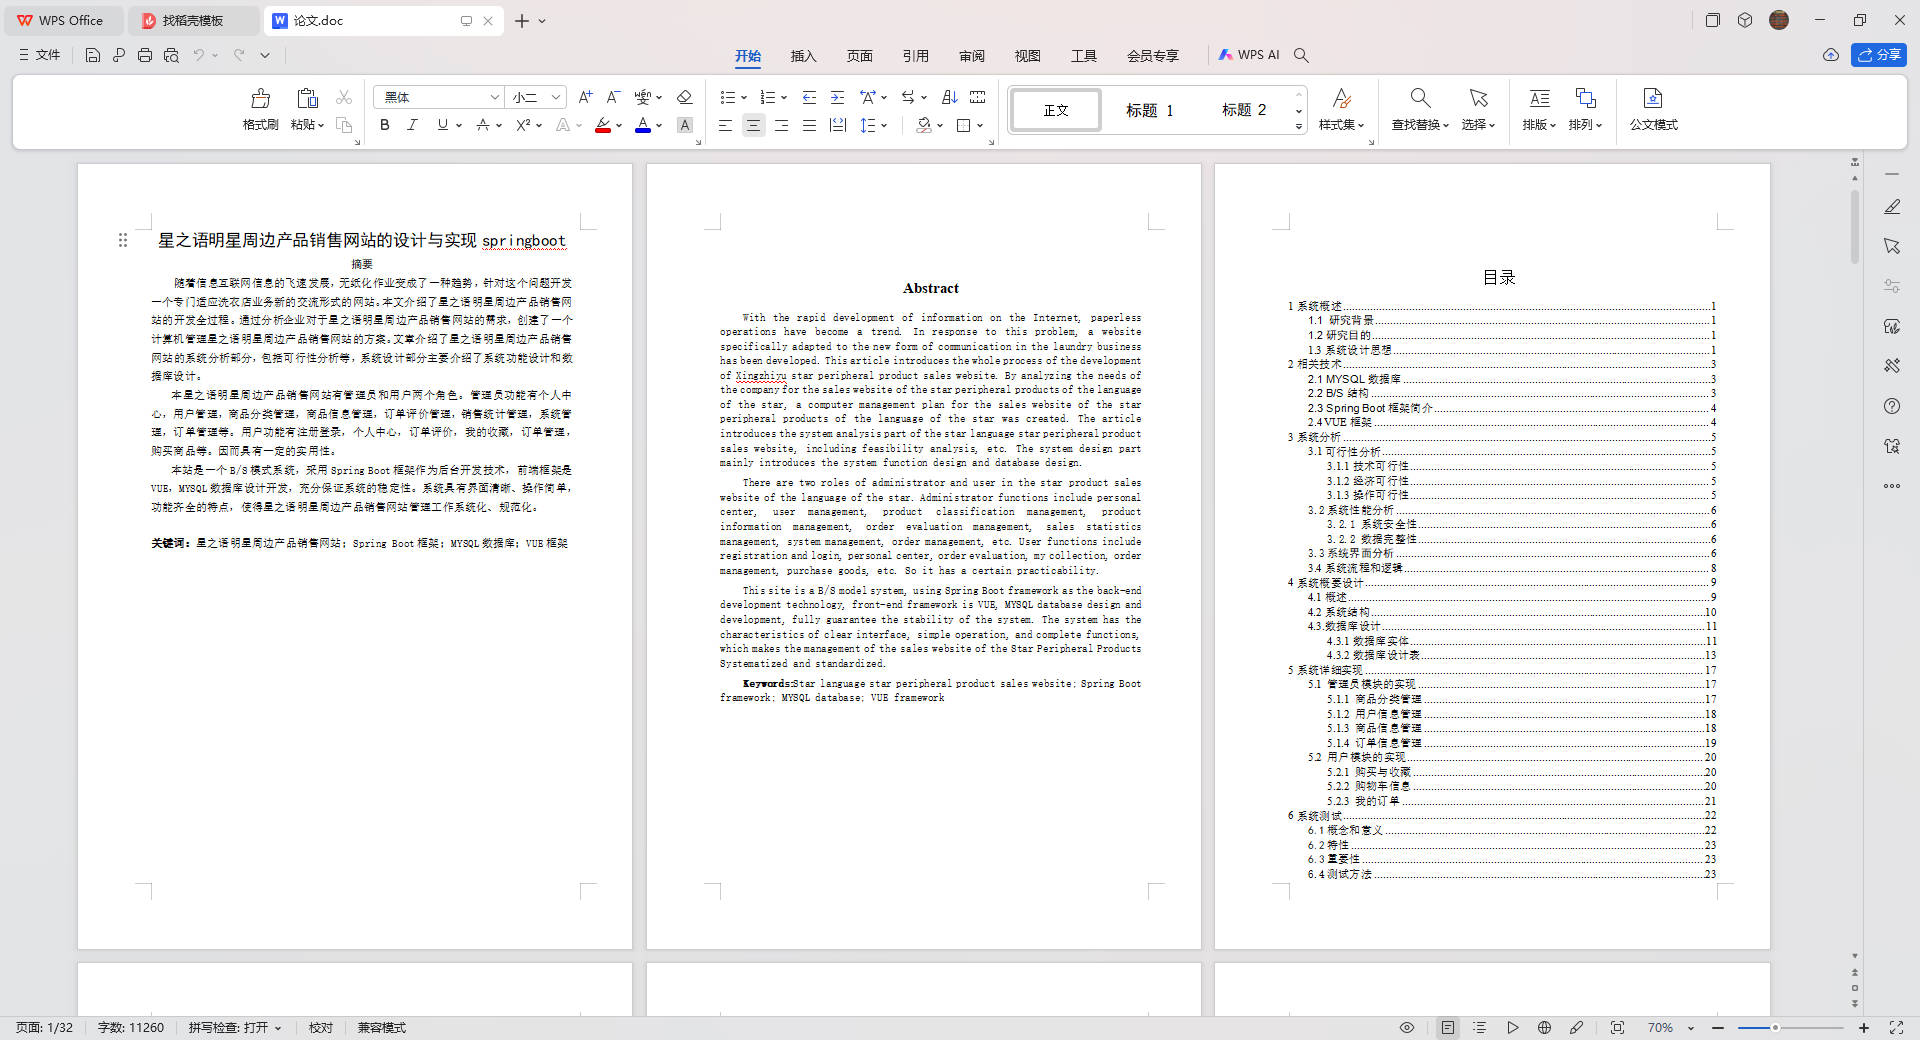 WPS Office
找稻壳模板
论文.doc
文件
开始
插入
页面
引用
审阅
视图
工具
会员专享
WPS AI
分享
格式刷
粘贴
黑体
小二
正文
标题 1
标题 2
样式集
查找替换
选择
排版
排列
公文模式
星之语明星周边产品销售网站的设计与实现 springboot
摘要
随着信息互联网信息的飞速发展，无纸化作业变成了一种趋势，针对这个问题开发
一个专门适应洗衣店业务新的交流形式的网站。本文介绍了星之语明星周边产品销售网
站的开发全过程。通过分析企业对于星之语明星周边产品销售网站的需求，创建了一个
计算机管理星之语明星周边产品销售网站的方案。文章介绍了星之语明星周边产品销售
网站的系统分析部分，包括可行性分析等，系统设计部分主要介绍了系统功能设计和数
据库设计。
本星之语明星周边产品销售网站有管理员和用户两个角色。管理员功能有个人中
心，用户管理，商品分类管理，商品信息管理，订单评价管理，销售统计管理，系统管
理，订单管理等。用户功能有注册登录，个人中心，订单评价，我的收藏，订单管理，
购买商品等。因而具有一定的实用性。
本站是一个 B/S 模式系统，采用 Spring Boot 框架作为后台开发技术，前端框架是
VUE，MYSQL 数据库设计开发，充分保证系统的稳定性。系统具有界面清晰、操作简单，
功能齐全的特点，使得星之语明星周边产品销售网站管理工作系统化、规范化。
关键词：星之语明星周边产品销售网站；Spring Boot 框架；MYSQL 数据库；VUE 框架
Abstract
With the rapid development of information on the Internet, paperless
operations have become a trend. In response to this problem, a website
specifically adapted to the new form of communication in the laundry business
has been developed. This article introduces the whole process of the development
of Xingzhiyu star peripheral product sales website. By analyzing the needs of
the company for the sales website of the star peripheral products of the language
of the star, a computer management plan for the sales website of the star
peripheral products of the language of the star was created. The article
introduces the system analysis part of the star language star peripheral product
sales website, including feasibility analysis, etc. The system design part
mainly introduces the system function design and database design.
There are two roles of administrator and user in the star product sales
website of the language of the star. Administrator functions include personal
center, user management, product classification management, product
information management, order evaluation management, sales statistics
management, system management, order management, etc. User functions include
registration and login, personal center, order evaluation, my collection, order
management, purchase goods, etc. So it has a certain practicability.
This site is a B/S model system, using Spring Boot framework as the back-end
development technology, front-end framework is VUE, MYSQL database design and
development, fully guarantee the stability of the system. The system has the
characteristics of clear interface, simple operation, and complete functions,
which makes the management of the sales website of the Star Peripheral Products
Systematized and standardized.
Keywords:Star language star peripheral product sales website; Spring Boot
framework; MYSQL database; VUE framework
目录
1 系统概述 1
1.1 研究背景 1
1.2 研究目的 1
1.3 系统设计思想 1
2 相关技术 3
2.1 MYSQL 数据库 3
2.2 B/S 结构 3
2.3 Spring Boot 框架简介 4
2.4 VUE 框架 4
3 系统分析 5
3.1 可行性分析 5
3.1.1 技术可行性 5
3.1.2 经济可行性 5
3.1.3 操作可行性 5
3.2 系统性能分析 6
3.2.1 系统安全性 6
3.2.2 数据完整性 6
3.3 系统界面分析 6
3.4 系统流程和逻辑 8
4 系统概要设计 9
4.1 概述 9
4.2 系统结构 10
4.3.数据库设计 11
4.3.1 数据库实体 11
4.3.2 数据库设计表 13
5 系统详细实现 17
5.1 管理员模块的实现 17
5.1.1 商品分类管理 17
5.1.2 用户信息管理 18
5.1.3 商品信息管理 18
5.1.4 订单信息管理 19
5.2 用户模块的实现 20
5.2.1 购买与收藏 20
5.2.2 购物车信息 20
5.2.3 我的订单 21
6 系统测试 22
6.1 概念和意义 22
6.2 特性 23
6.3 重要性 23
6.4 测试方法 23
页面: 1/32
字数: 11260
拼写检查: 打开
校对
兼容模式
70%